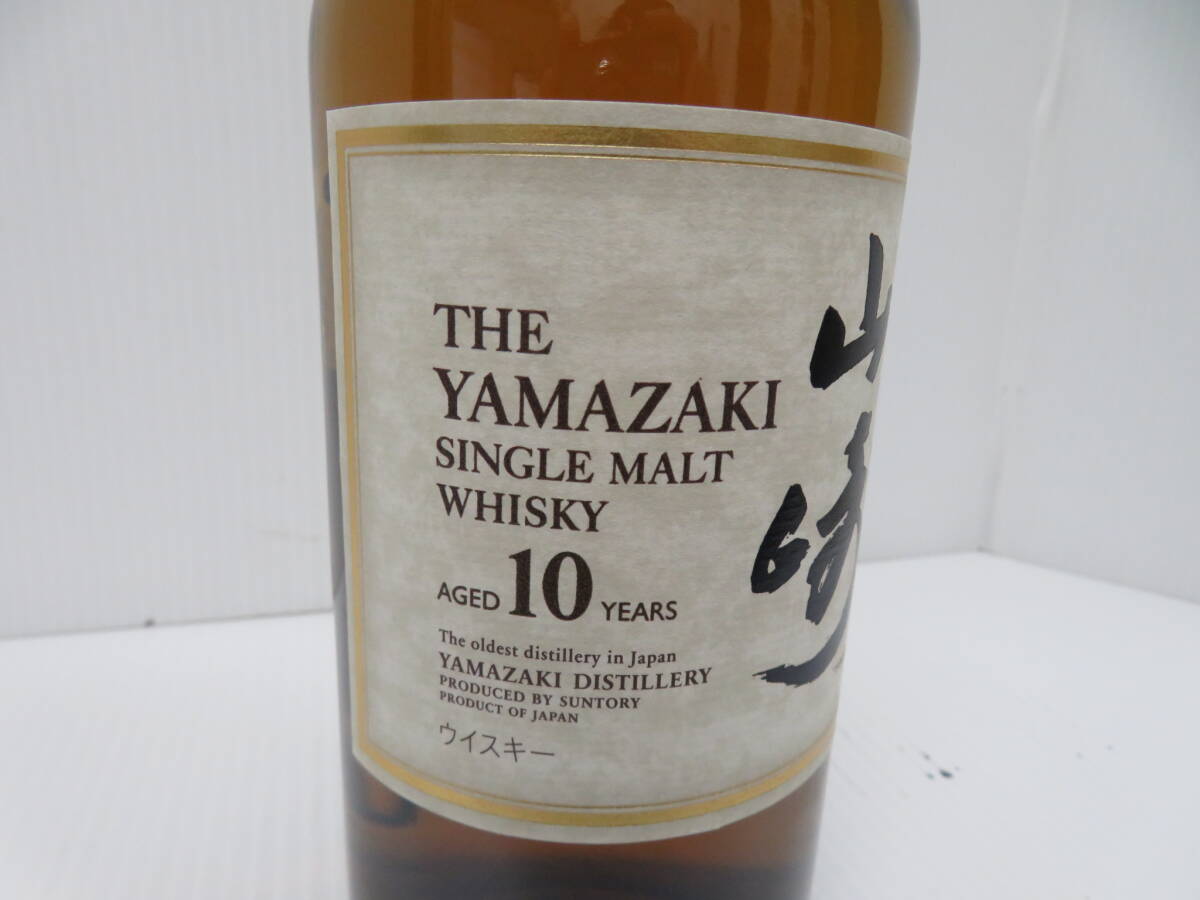 THE
YAMAZAKI
SINGLE MALT
WHISKY
AGED 10 YEARS
The oldest distillery in Japan
YAMAZAKI DISTILLERY
PRODUCED BY SUNTORY
PRODUCT OF JAPAN
ウイスキー
山崎